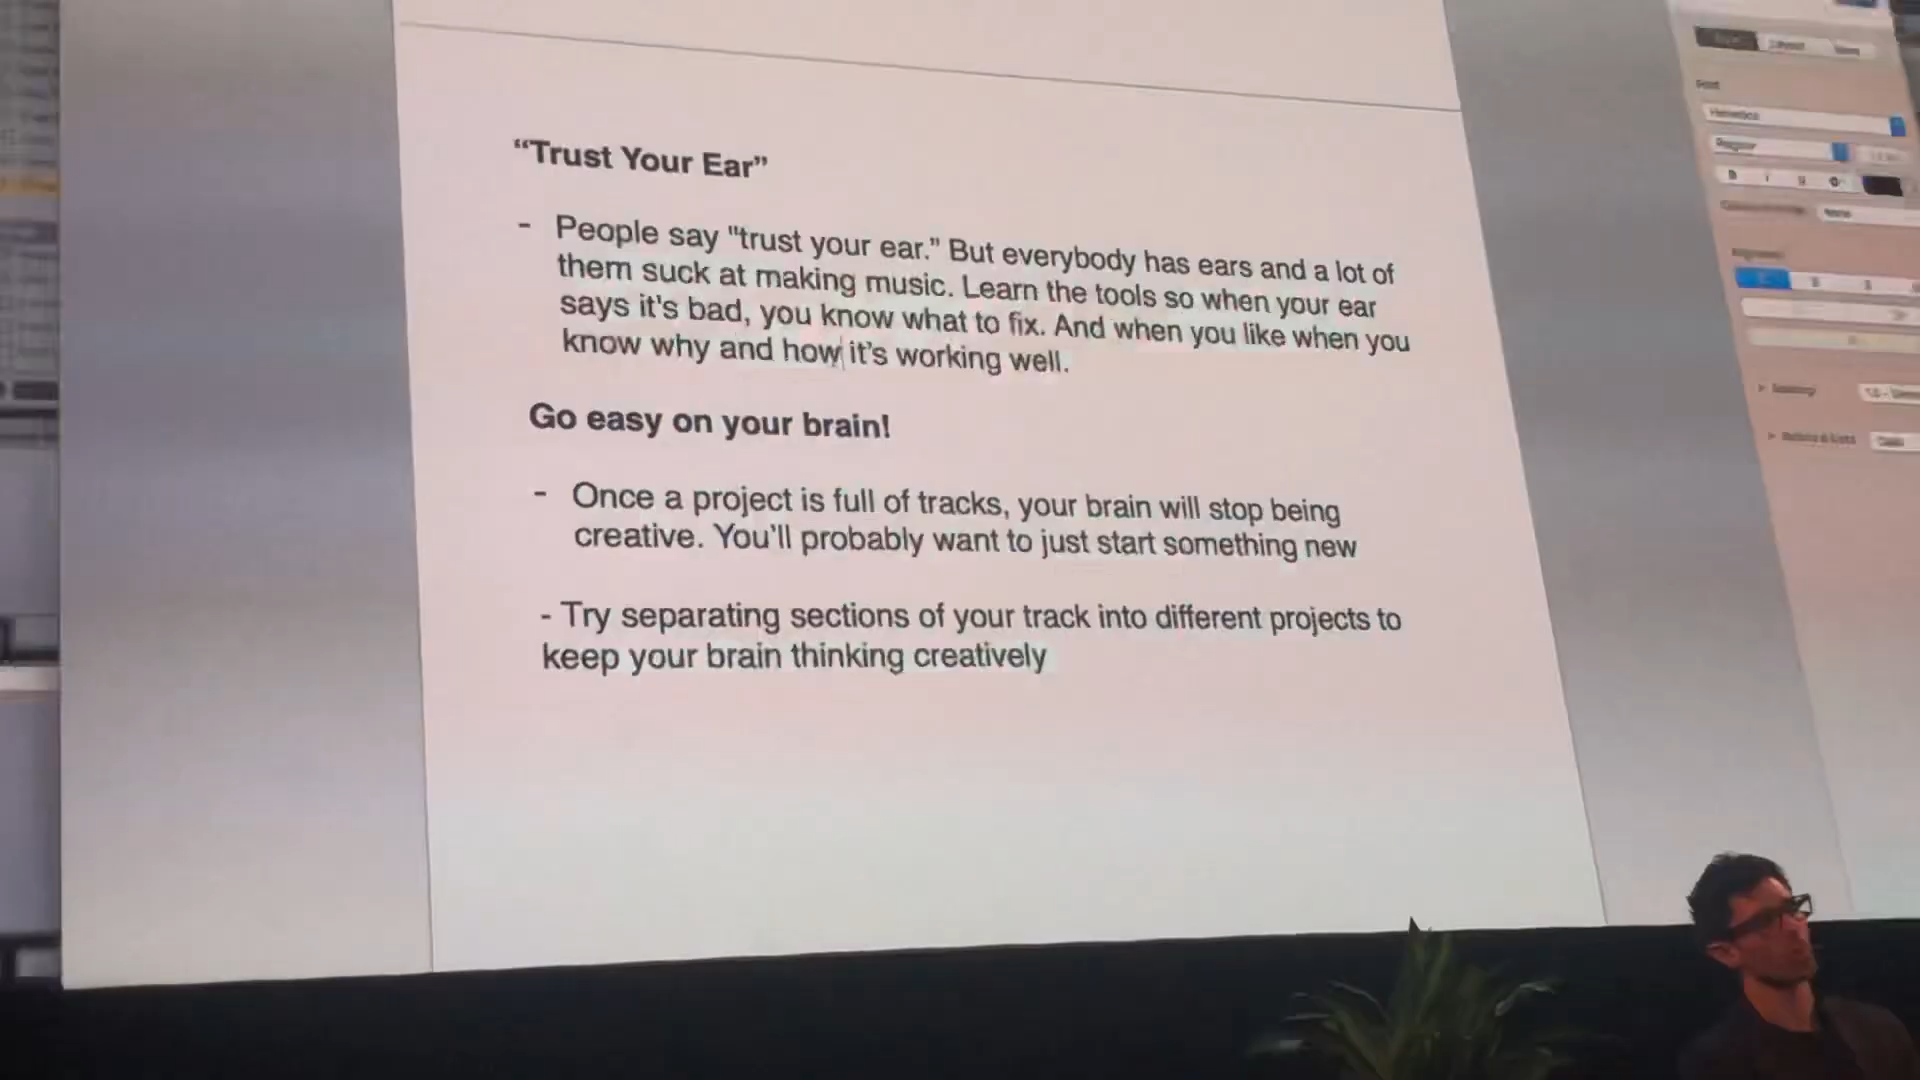 “Trust Your Ear”
- People say "trust your ear." But everybody has ears and a lot of
them suck at making music. Learn the tools so when your ear
says it's bad, you know what to fix. And when you like when you
know why and how it’s working well.
Go easy on your brain!
- Once a project is full of tracks, your brain will stop being
creative. You’ll probably want to just start something new
- Try separating sections of your track into different projects to
keep your brain thinking creatively
Font
Helvetica
Regular
B I U